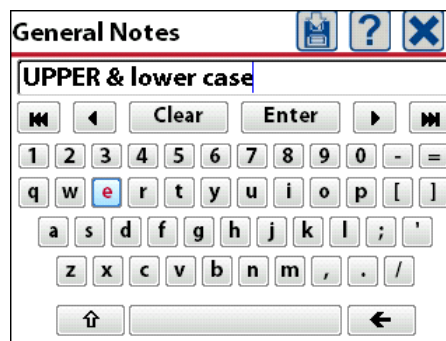 General Notes ?
UPPER & lower case
Clear Enter
1 2 3 4 5 6 7 8 9 0 - =
q w e r t y u i o p [ ]
a s d f g h j k l ; '
z x c v b n m , . /